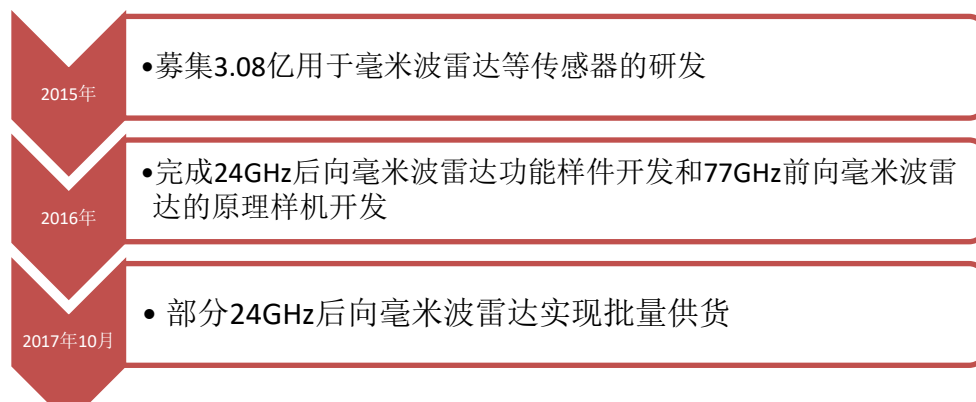 2015年
•募集3.08亿用于毫米波雷达等传感器的研发
2016年
•完成24GHz后向毫米波雷达功能样件开发和77GHz前向毫米波雷
达的原理样机开发
2017年10月
• 部分24GHz后向毫米波雷达实现批量供货